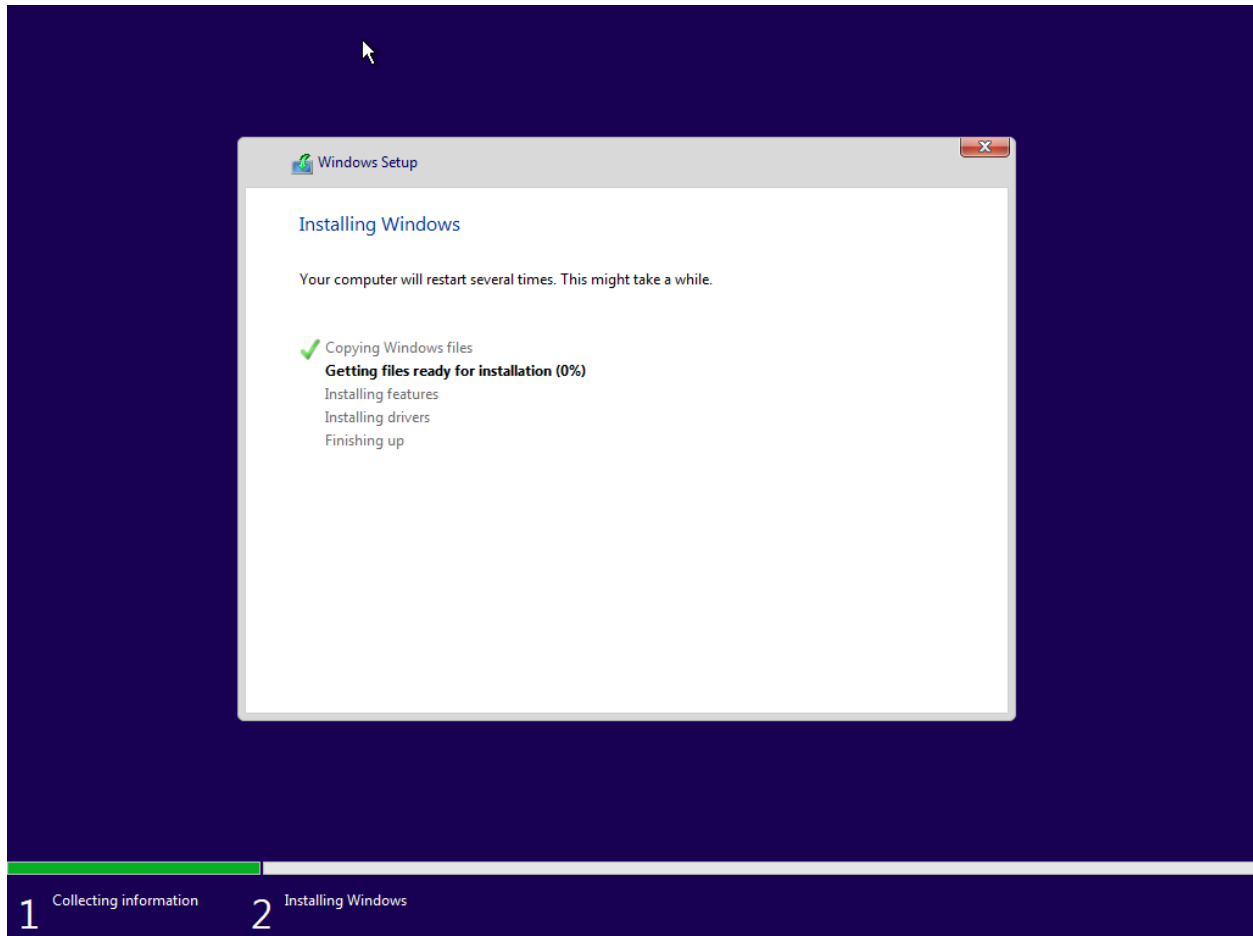 Windows Setup
Installing Windows
Your computer will restart several times. This might take a while.
Copying Windows files
Getting files ready for installation (0%)
Installing features
Installing drivers
Finishing up
1 Collecting information 2 Installing Windows